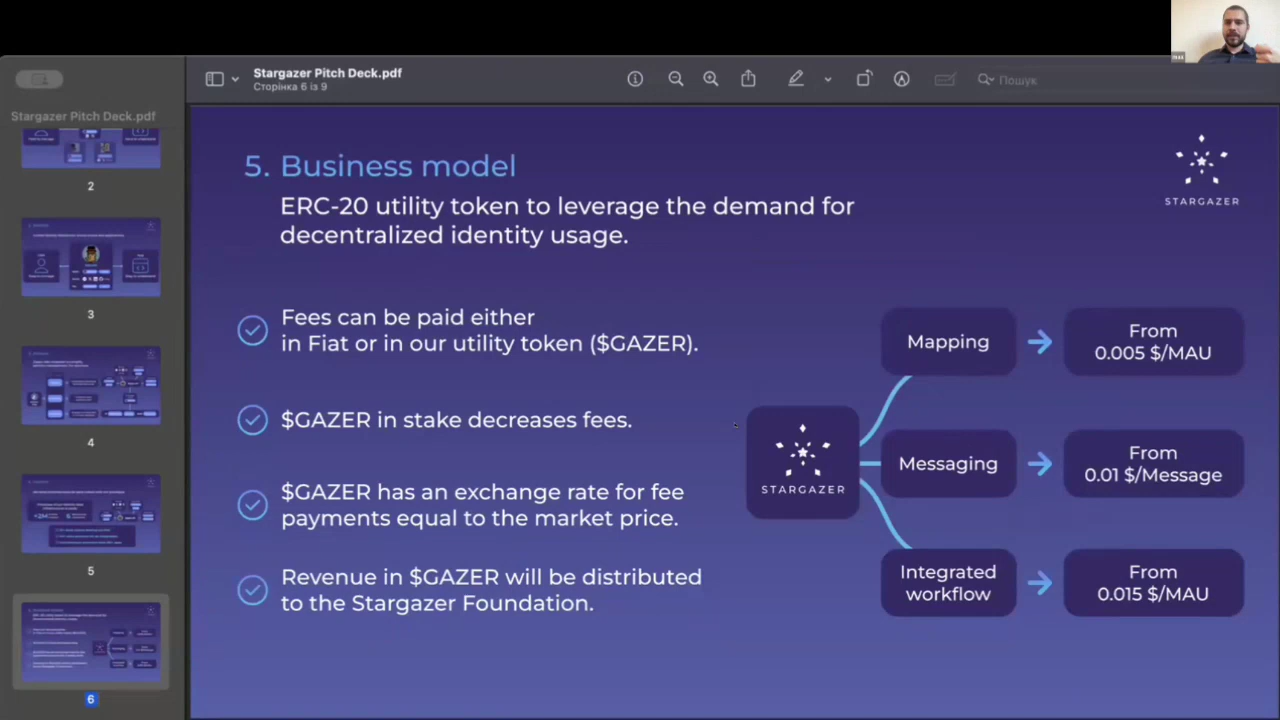 Stargazer Pitch Deck.pdf
Сторінка 6 із 9
Пошук
Stargazer Pitch Deck.pdf
2
3
4
5
6
5. Business model
ERC-20 utility token to leverage the demand for
decentralized identity usage.
STARGAZER
Fees can be paid either
in Fiat or in our utility token ($GAZER).
$GAZER in stake decreases fees.
$GAZER has an exchange rate for fee
payments equal to the market price.
Revenue in $GAZER will be distributed
to the Stargazer Foundation.
STARGAZER
Mapping
From
0.005 $/MAU
Messaging
From
0.01 $/Message
Integrated
workflow
From
0.015 $/MAU